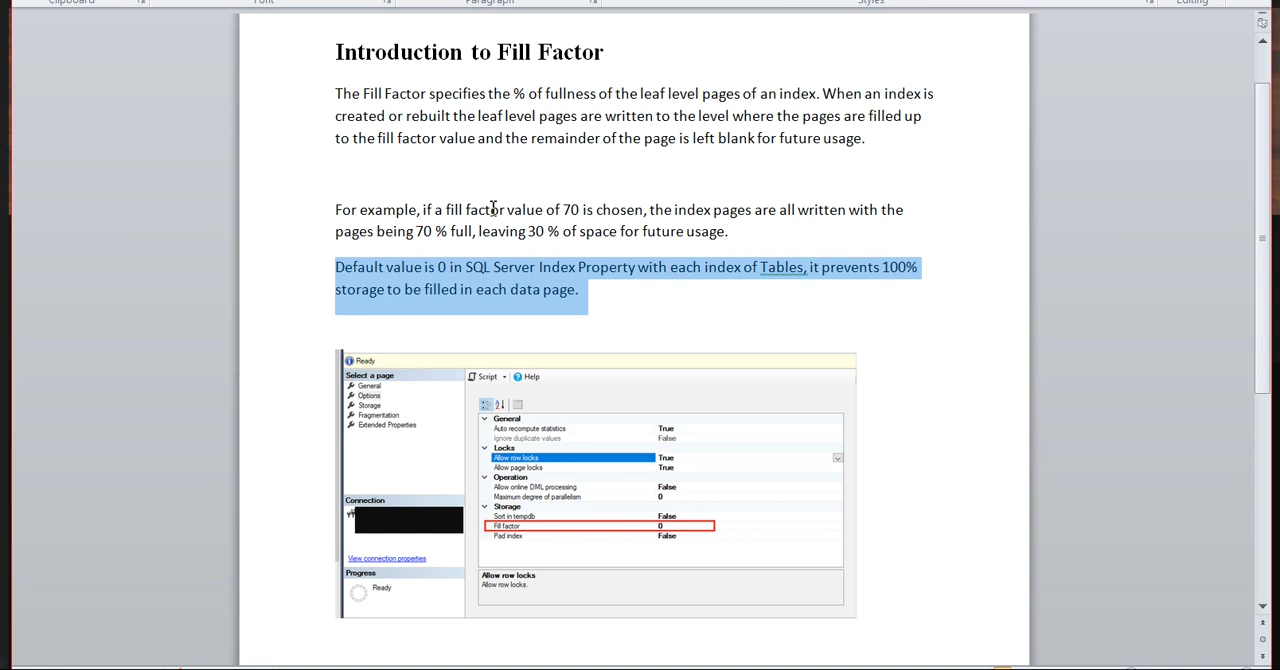 Clipboard Font Paragraph Styles Editing
Introduction to Fill Factor
The Fill Factor specifies the % of fullness of the leaf level pages of an index. When an index is
created or rebuilt the leaf level pages are written to the level where the pages are filled up
to the fill factor value and the remainder of the page is left blank for future usage.
For example, if a fill factor value of 70 is chosen, the index pages are all written with the
pages being 70 % full, leaving 30 % of space for future usage.
Default value is 0 in SQL Server Index Property with each index of Tables, it prevents 100%
storage to be filled in each data page.
Ready
Select a page
General
Options
Storage
Fragmentation
Extended Properties
Connection
View connection properties
Progress
Ready
Script Help
General
Auto recompute statistics True
Ignore duplicate values False
Locks
Allow row locks True
Allow page locks True
Operation
Allow online DML processing False
Maximum degree of parallelism 0
Storage
Sort in tempdb False
Fill factor 0
Pad index False
Allow row locks
Allow row locks.